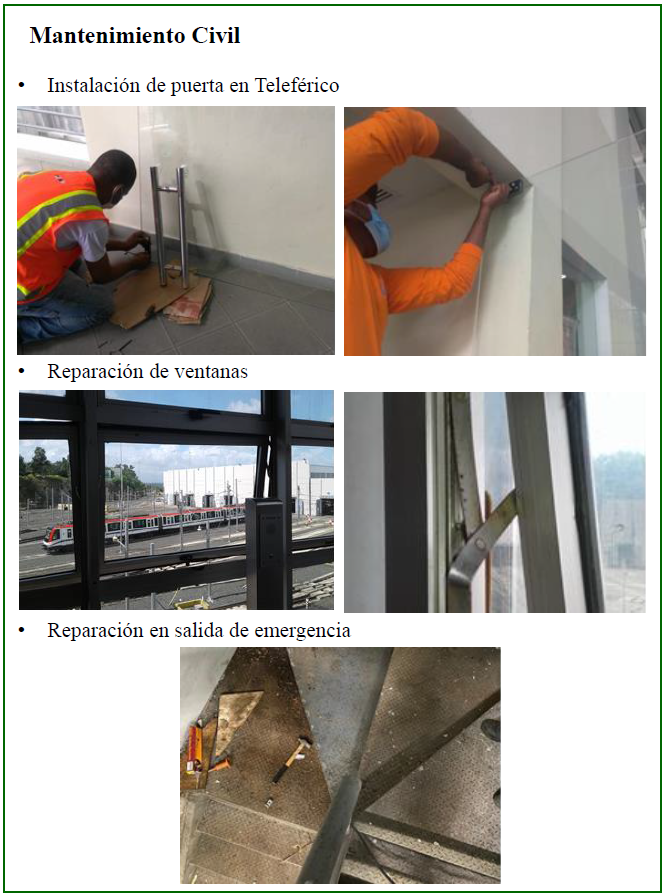 Mantenimiento Civil
• Instalación de puerta en Teleférico
• Reparación de ventanas
• Reparación en salida de emergencia